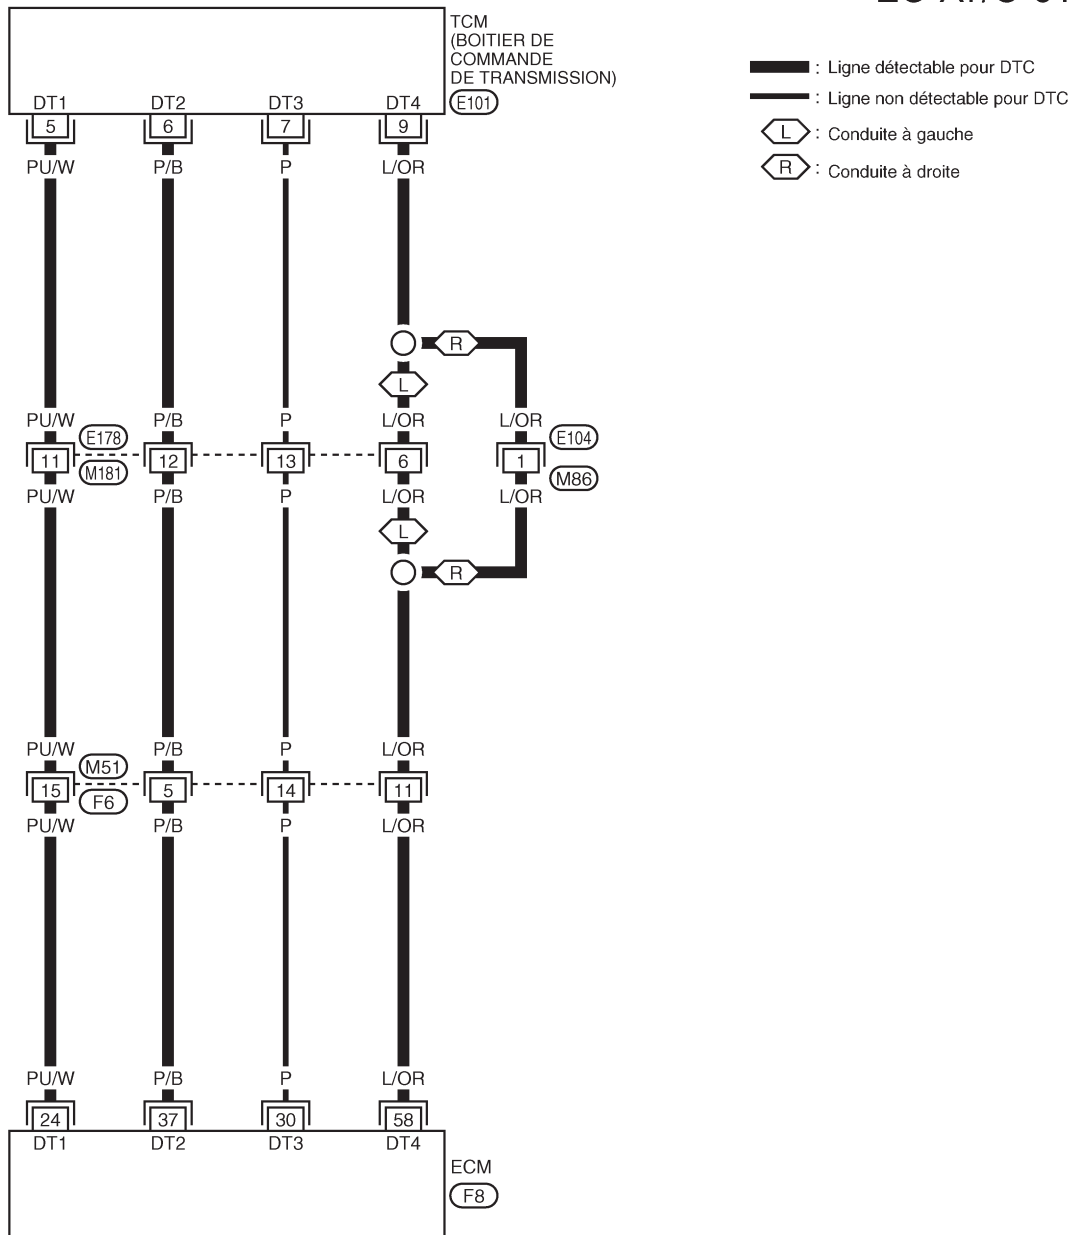 TCM
(BOITIER DE
COMMANDE
DE TRANSMISSION)
E101
: Ligne détectable pour DTC
: Ligne non détectable pour DTC
L : Conduite à gauche
R : Conduite à droite
DT1 DT2 DT3 DT4
5 6 7 9
PU/W P/B P L/OR
R
L
PU/W P/B P L/OR L/OR
E178 E104
11 12 13 6 1
M181 M86
PU/W P/B P L/OR L/OR
L
R
PU/W P/B P L/OR
M51
15 5 14 11
F6
PU/W P/B P L/OR
PU/W P/B P L/OR
24 37 30 58
DT1 DT2 DT3 DT4
ECM
F8